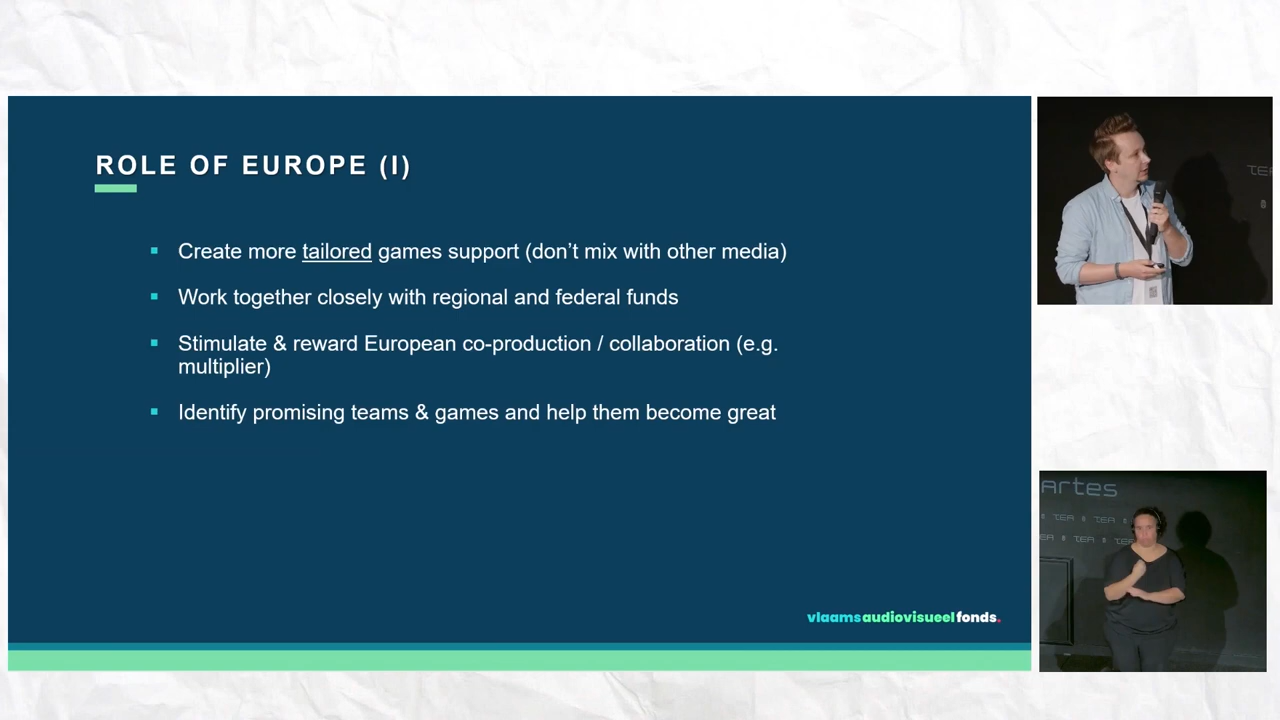 ROLE OF EUROPE (I)
▪ Create more tailored games support (don’t mix with other media)
▪ Work together closely with regional and federal funds
▪ Stimulate & reward European co-production / collaboration (e.g.
multiplier)
▪ Identify promising teams & games and help them become great
vlaamsaudiovisueelfonds.
artes